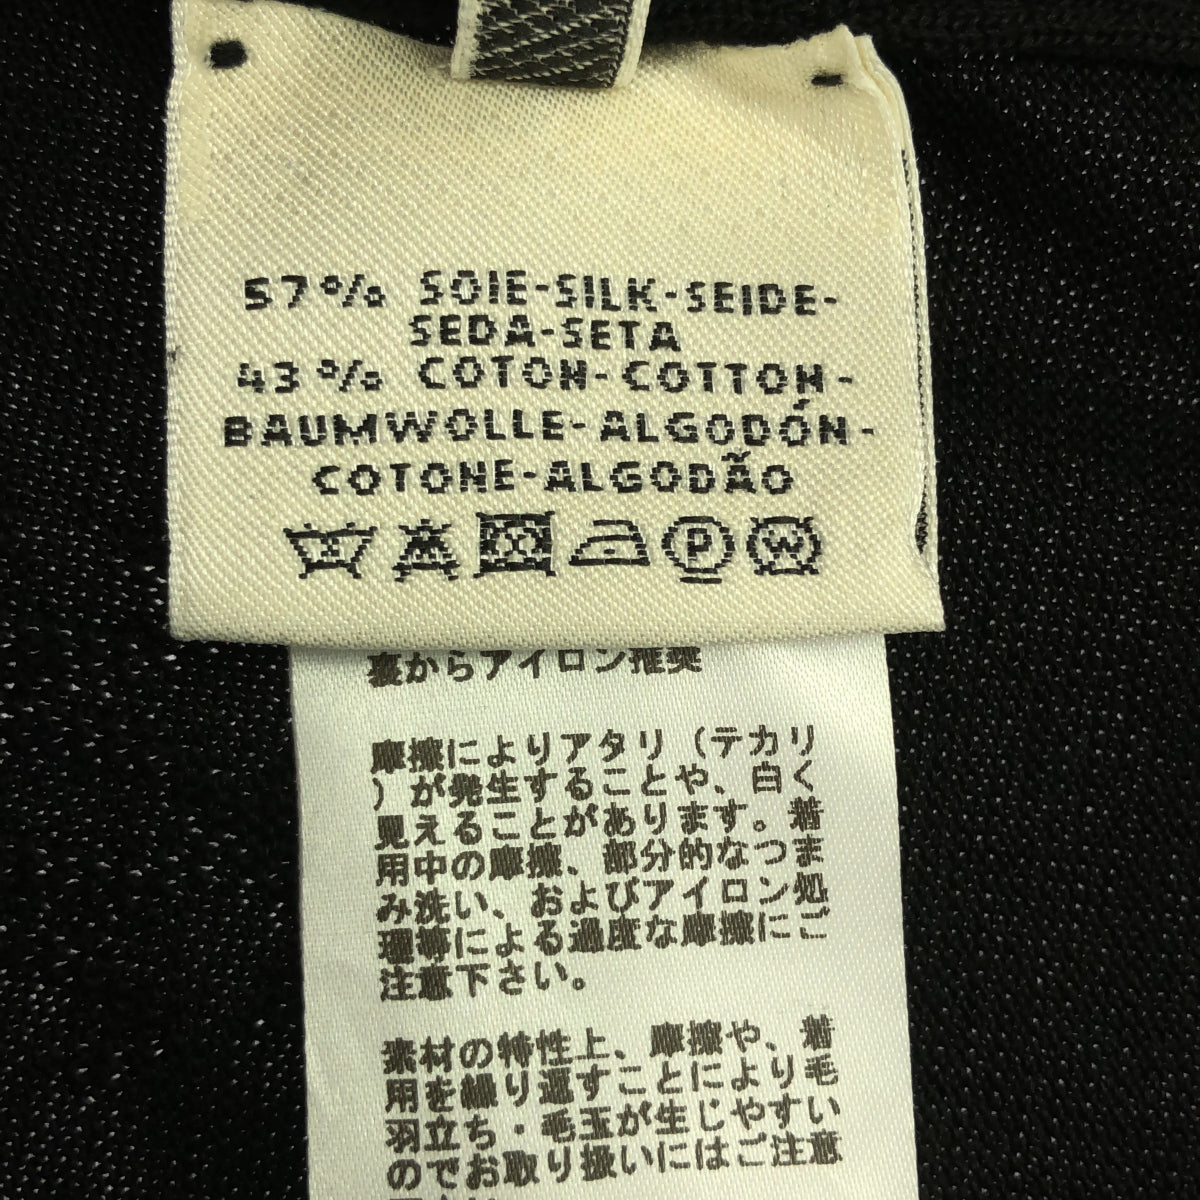 57% SOIE-SILK-SEIDE-
SEDA-SETA
43% COTON-COTTON-
BAUMWOLLE-ALGODÓN-
COTONE-ALGODÃO
P W
裏からアイロン推奨
摩擦によりアタリ（テカリ
）が発生することや、白く
見えることがあります。着
用中の摩擦、部分的なつま
み洗い、およびアイロン処
理等による過度な摩擦にご
注意下さい。
素材の特性上、摩擦や、着
用を繰り返すことにより毛
羽立ち・毛玉が生じやすい
のでお取り扱いにはご注意